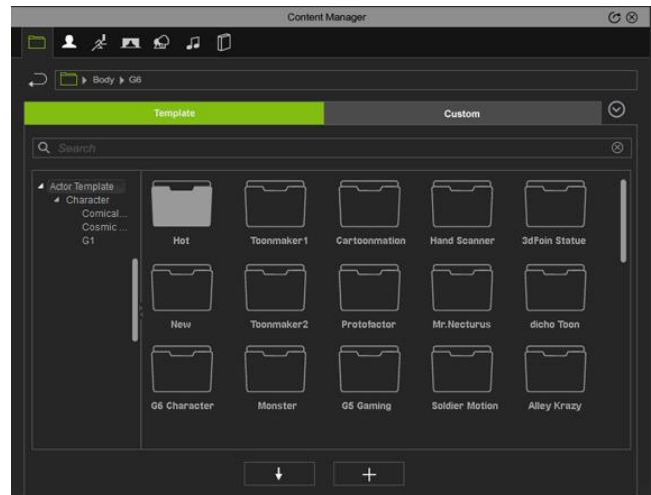 Content Manager
Body G6
Template Custom
Search
Actor Template
Character
Comical...
Cosmic ...
G1
Hot Toonmaker1 Cartoonmation Hand Scanner 3dFoin Statue
New Toonmaker2 Protofactor Mr.Necturus dicho Toon
G6 Character Monster G5 Gaming Soldier Motion Alley Krazy